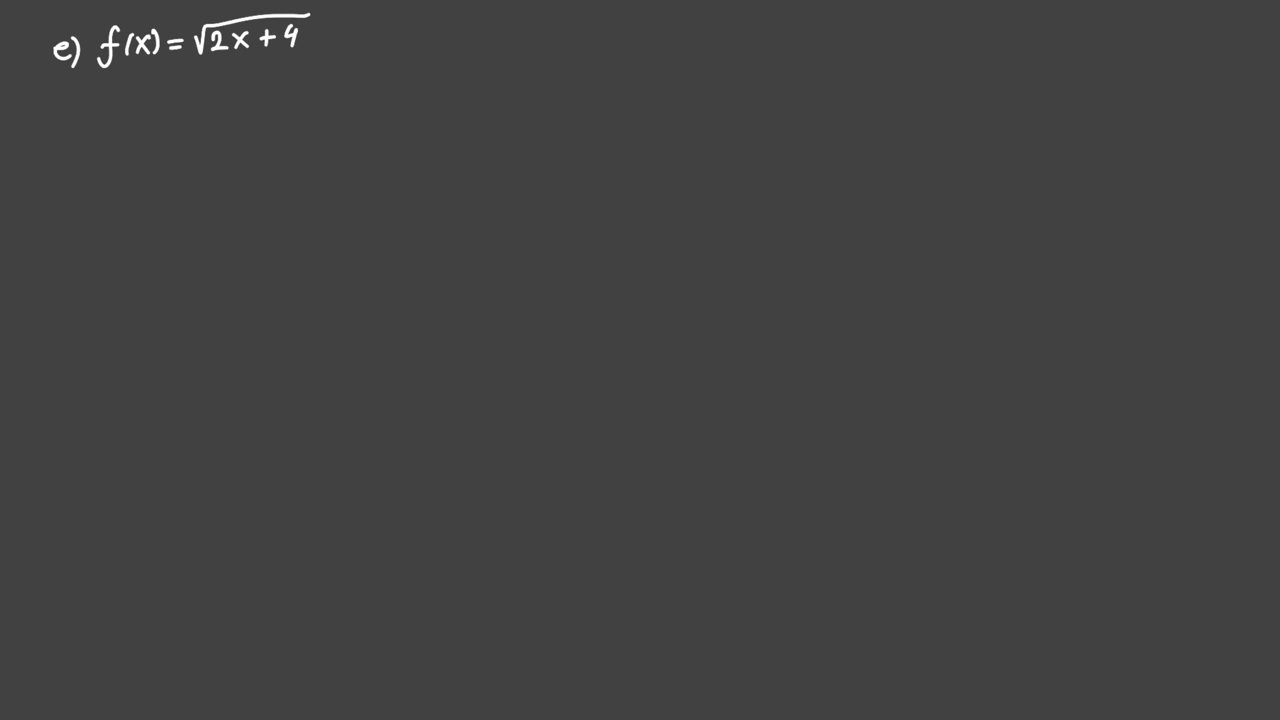 e) f(x) = √2x + 4